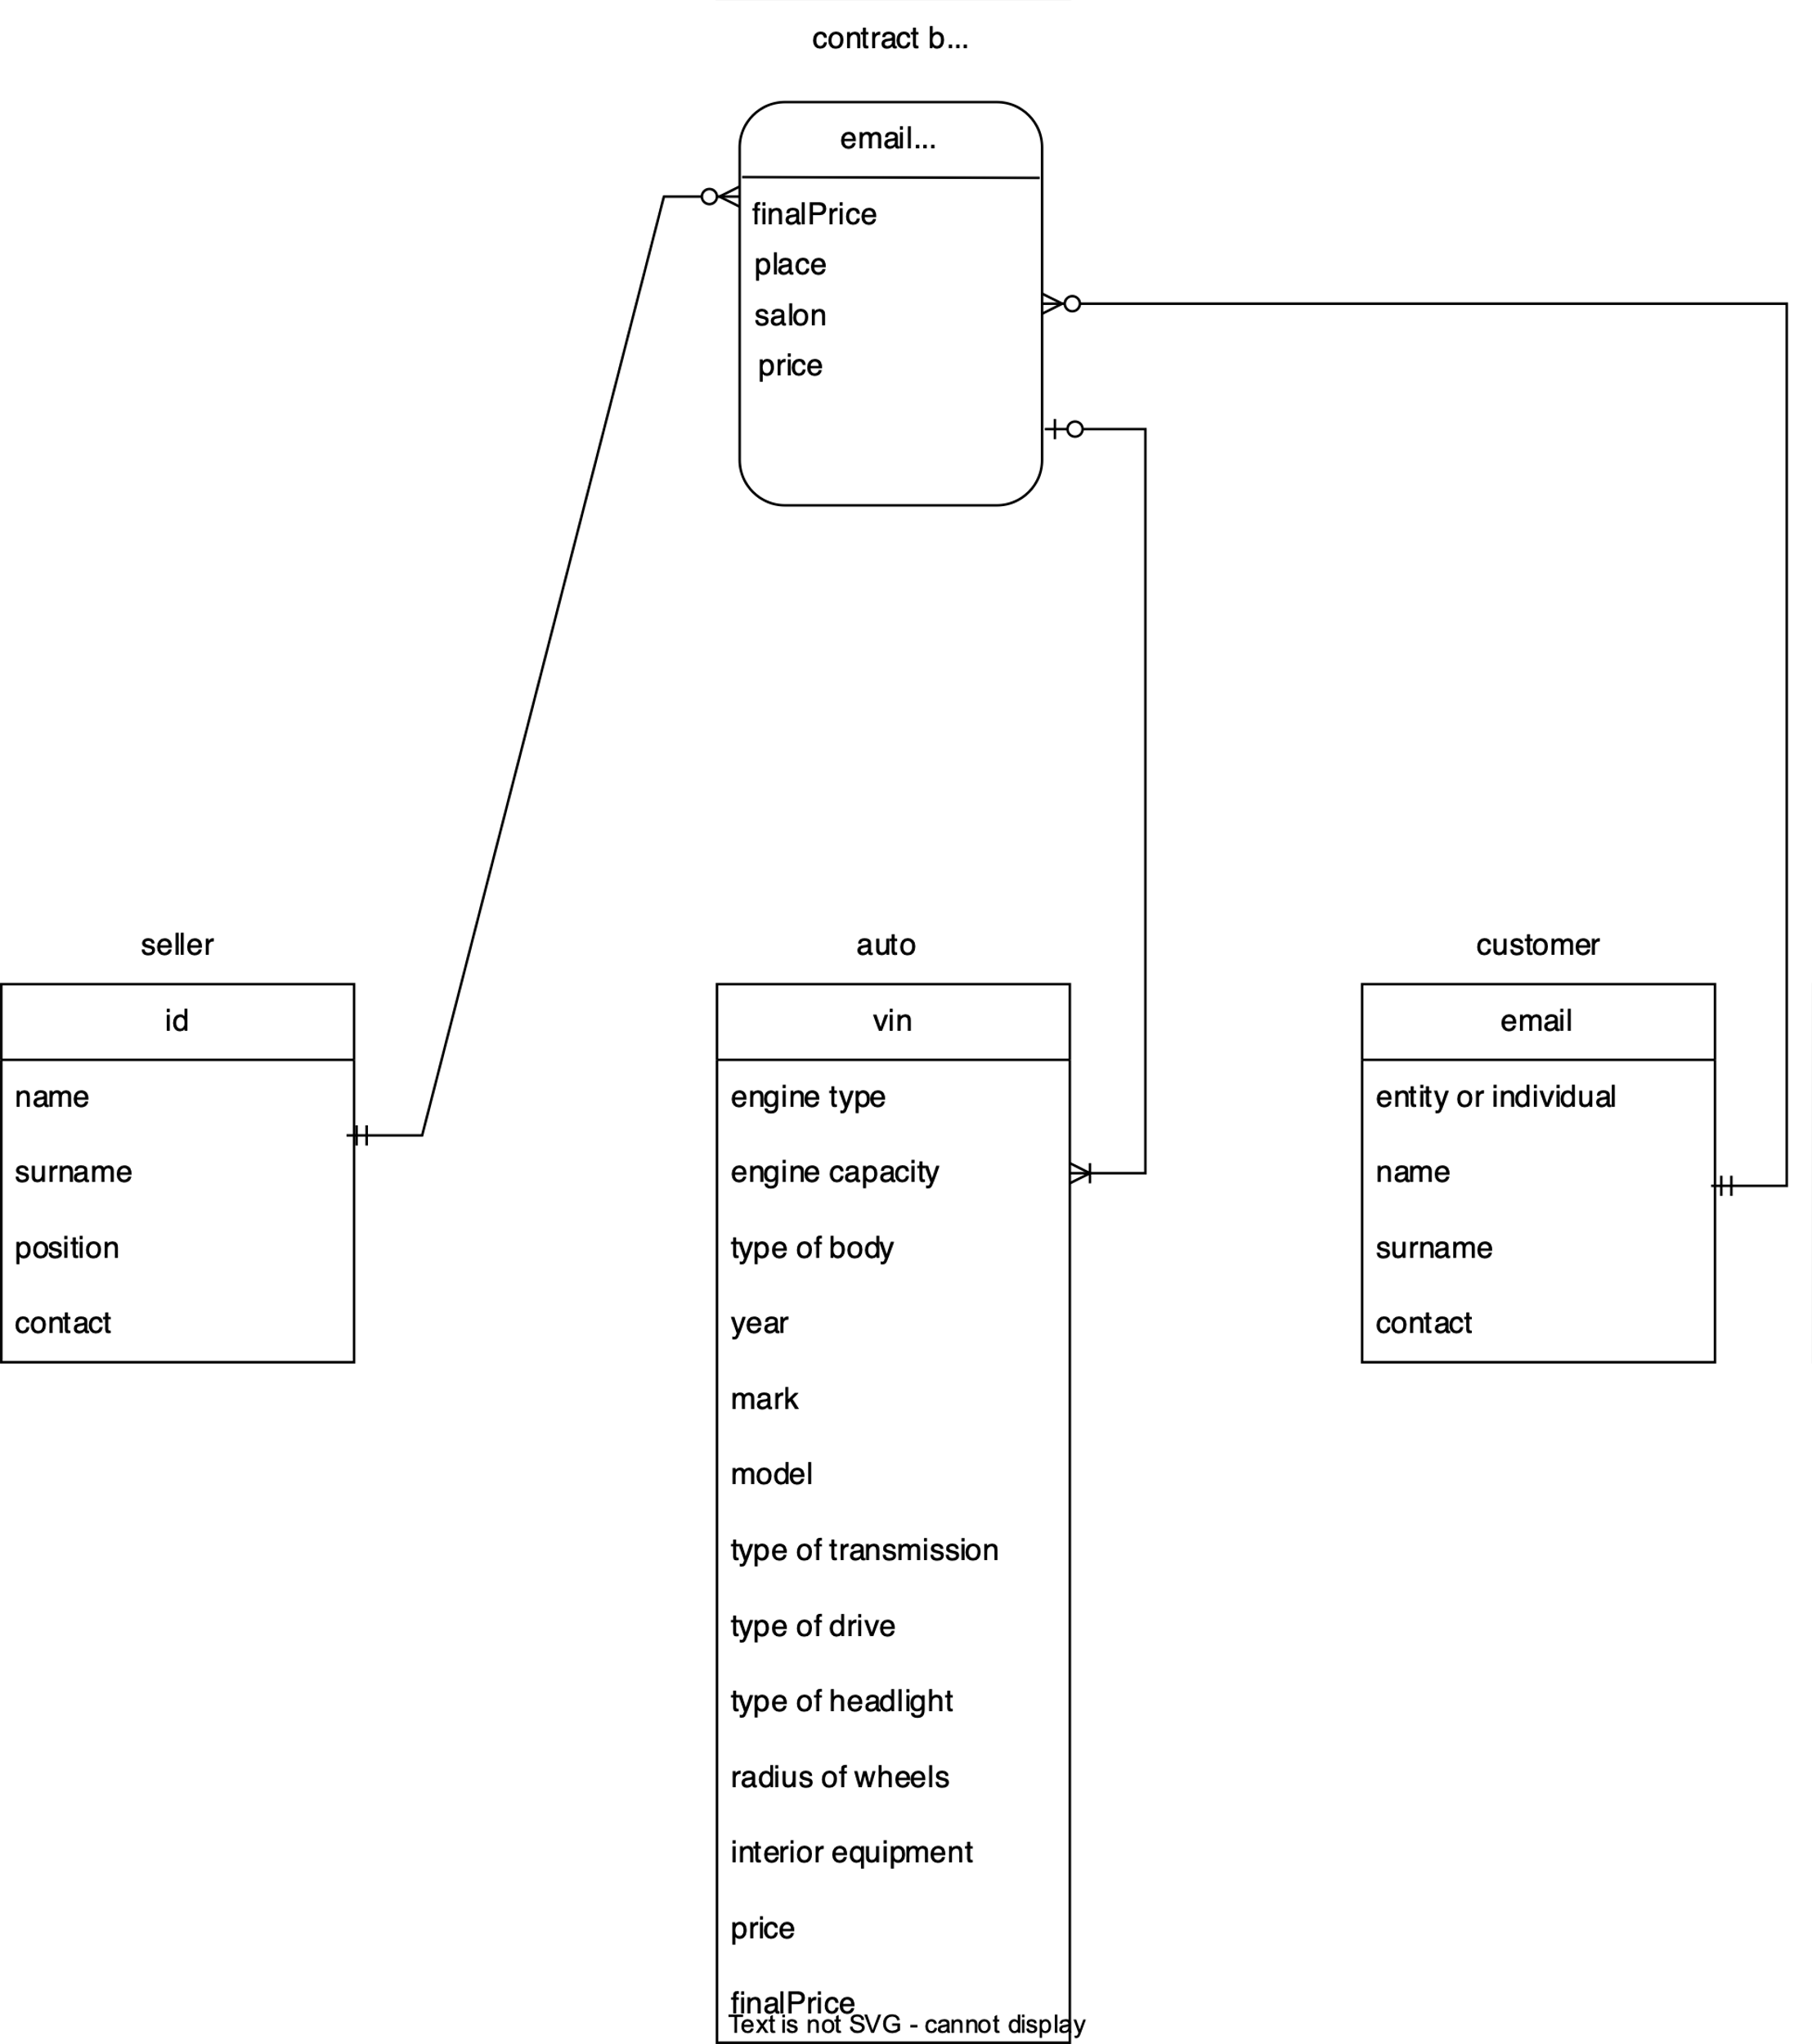 contract b...
email...
finalPrice
place
salon
price
seller
id
name
surname
position
contact
auto
vin
engine type
engine capacity
type of body
year
mark
model
type of transmission
type of drive
type of headlight
radius of wheels
interior equipment
price
finalPrice
Text is not SVG - cannot display
customer
email
entity or individual
name
surname
contact